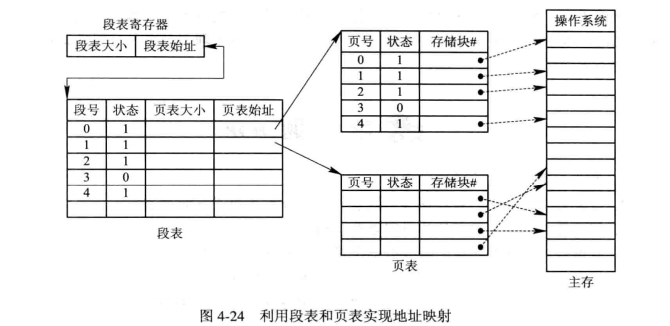 段表寄存器
段表大小 段表始址
段号 状态 页表大小 页表始址
0 1
1 1
2 1
3 0
4 1
段表
页号 状态 存储块#
0 1
1 1
2 1
3 0
4 1
页号 状态 存储块#
页表
操作系统
主存
图 4-24 利用段表和页表实现地址映射